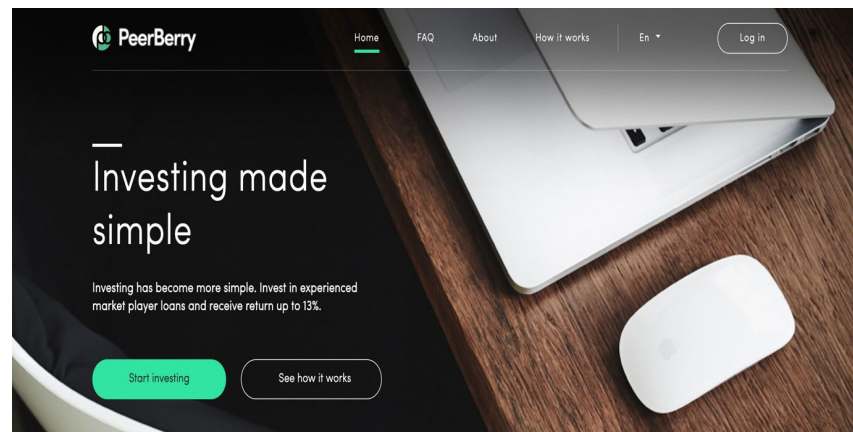 PeerBerry
Home FAQ About How it works En Log in
Investing made
simple
Investing has become more simple. Invest in experienced
market player loans and receive return up to 13%.
Start investing See how it works